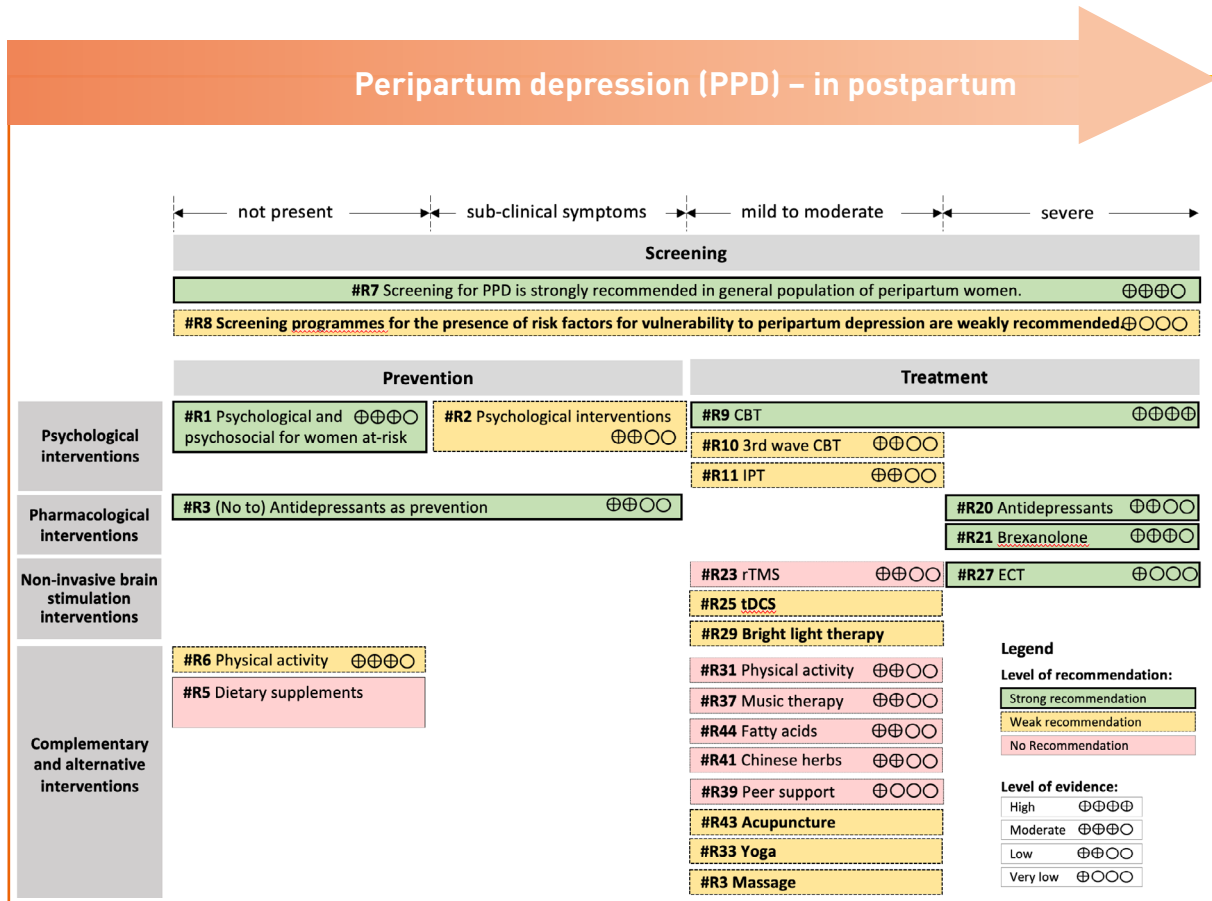 Peripartum depression (PPD) – in postpartum
not present
sub-clinical symptoms
mild to moderate
severe
Screening
#R7 Screening for PPD is strongly recommended in general population of peripartum women. ⊕⊕⊕○
#R8 Screening programmes for the presence of risk factors for vulnerability to peripartum depression are weakly recommended. ⊕○○○
Prevention
Treatment
Psychological
interventions
#R1 Psychological and ⊕⊕⊕○
psychosocial for women at-risk
#R2 Psychological interventions
⊕⊕○○
#R9 CBT ⊕⊕⊕⊕
#R10 3rd wave CBT ⊕⊕○○
#R11 IPT ⊕⊕○○
Pharmacological
interventions
#R3 (No to) Antidepressants as prevention ⊕⊕○○
#R20 Antidepressants ⊕⊕○○
#R21 Brexanolone ⊕⊕⊕○
Non-invasive brain
stimulation
interventions
#R23 rTMS ⊕⊕○○
#R27 ECT ⊕○○○
#R25 tDCS
#R29 Bright light therapy
Complementary
and alternative
interventions
#R6 Physical activity ⊕⊕⊕○
#R5 Dietary supplements
#R31 Physical activity ⊕⊕○○
#R37 Music therapy ⊕⊕○○
#R44 Fatty acids ⊕⊕○○
#R41 Chinese herbs ⊕⊕○○
#R39 Peer support ⊕○○○
#R43 Acupuncture
#R33 Yoga
#R3 Massage
Legend
Level of recommendation:
Strong recommendation
Weak recommendation
No Recommendation
Level of evidence:
High ⊕⊕⊕⊕
Moderate ⊕⊕⊕○
Low ⊕⊕○○
Very low ⊕○○○